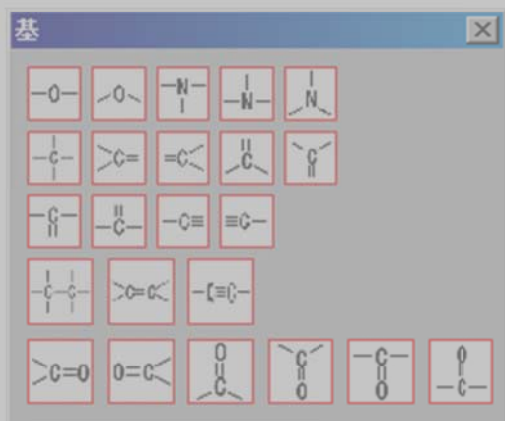 基
-O- O -N- -N- N
-C- >C= =C< C C
-C- -C- -C≡ ≡C-
-C-C- >C=C< -C≡C-
>C=O O=C< O=C C=O -C=O O=C-